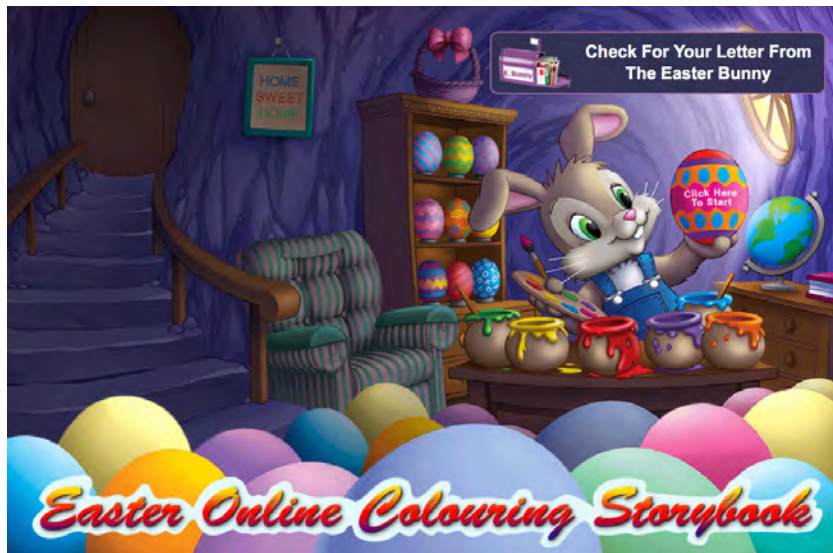 Check For Your Letter From
The Easter Bunny
E. Bunny
HOME
SWEET
HOME
Click Here
To Start
Easter Online Colouring Storybook